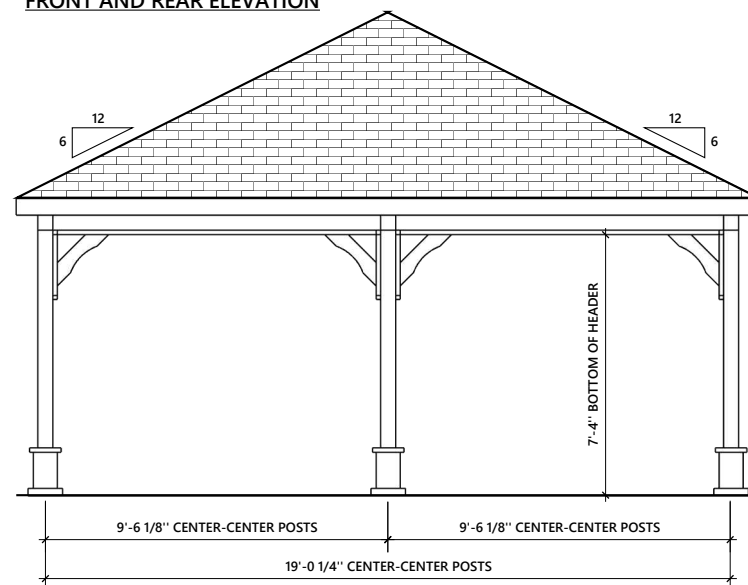 FRONT AND REAR ELEVATION
12
6
12
6
7'-4'' BOTTOM OF HEADER
9'-6 1/8'' CENTER-CENTER POSTS
9'-6 1/8'' CENTER-CENTER POSTS
19'-0 1/4'' CENTER-CENTER POSTS